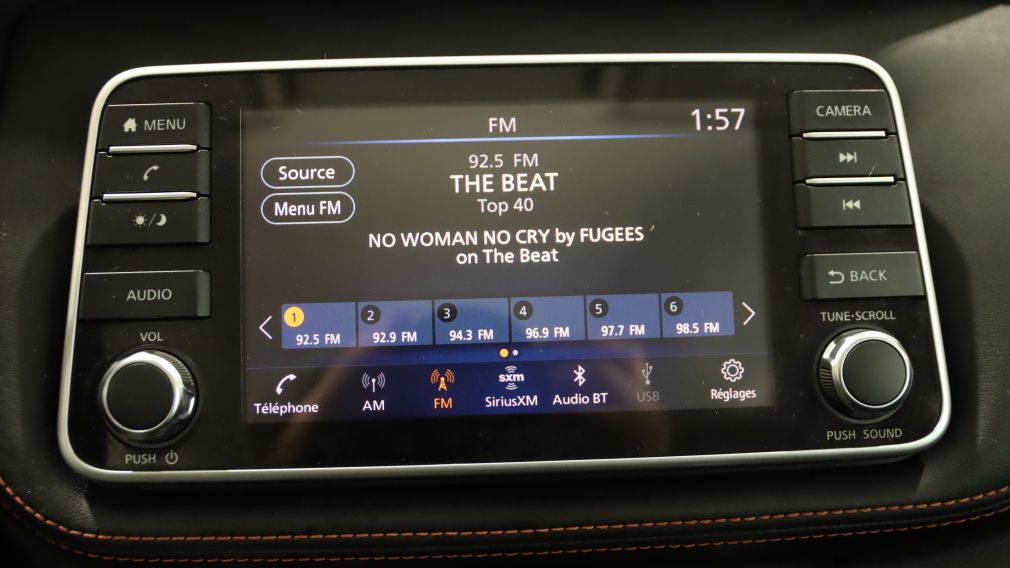 MENU
AUDIO
VOL
PUSH
FM
1:57
Source
Menu FM
92.5 FM
THE BEAT
Top 40
NO WOMAN NO CRY by FUGEES
on The Beat
1 2 3 4 5 6
92.5 FM 92.9 FM 94.3 FM 96.9 FM 97.7 FM 98.5 FM
Téléphone AM FM SiriusXM Audio BT USB Réglages
sxm
CAMERA
BACK
TUNE·SCROLL
PUSH SOUND